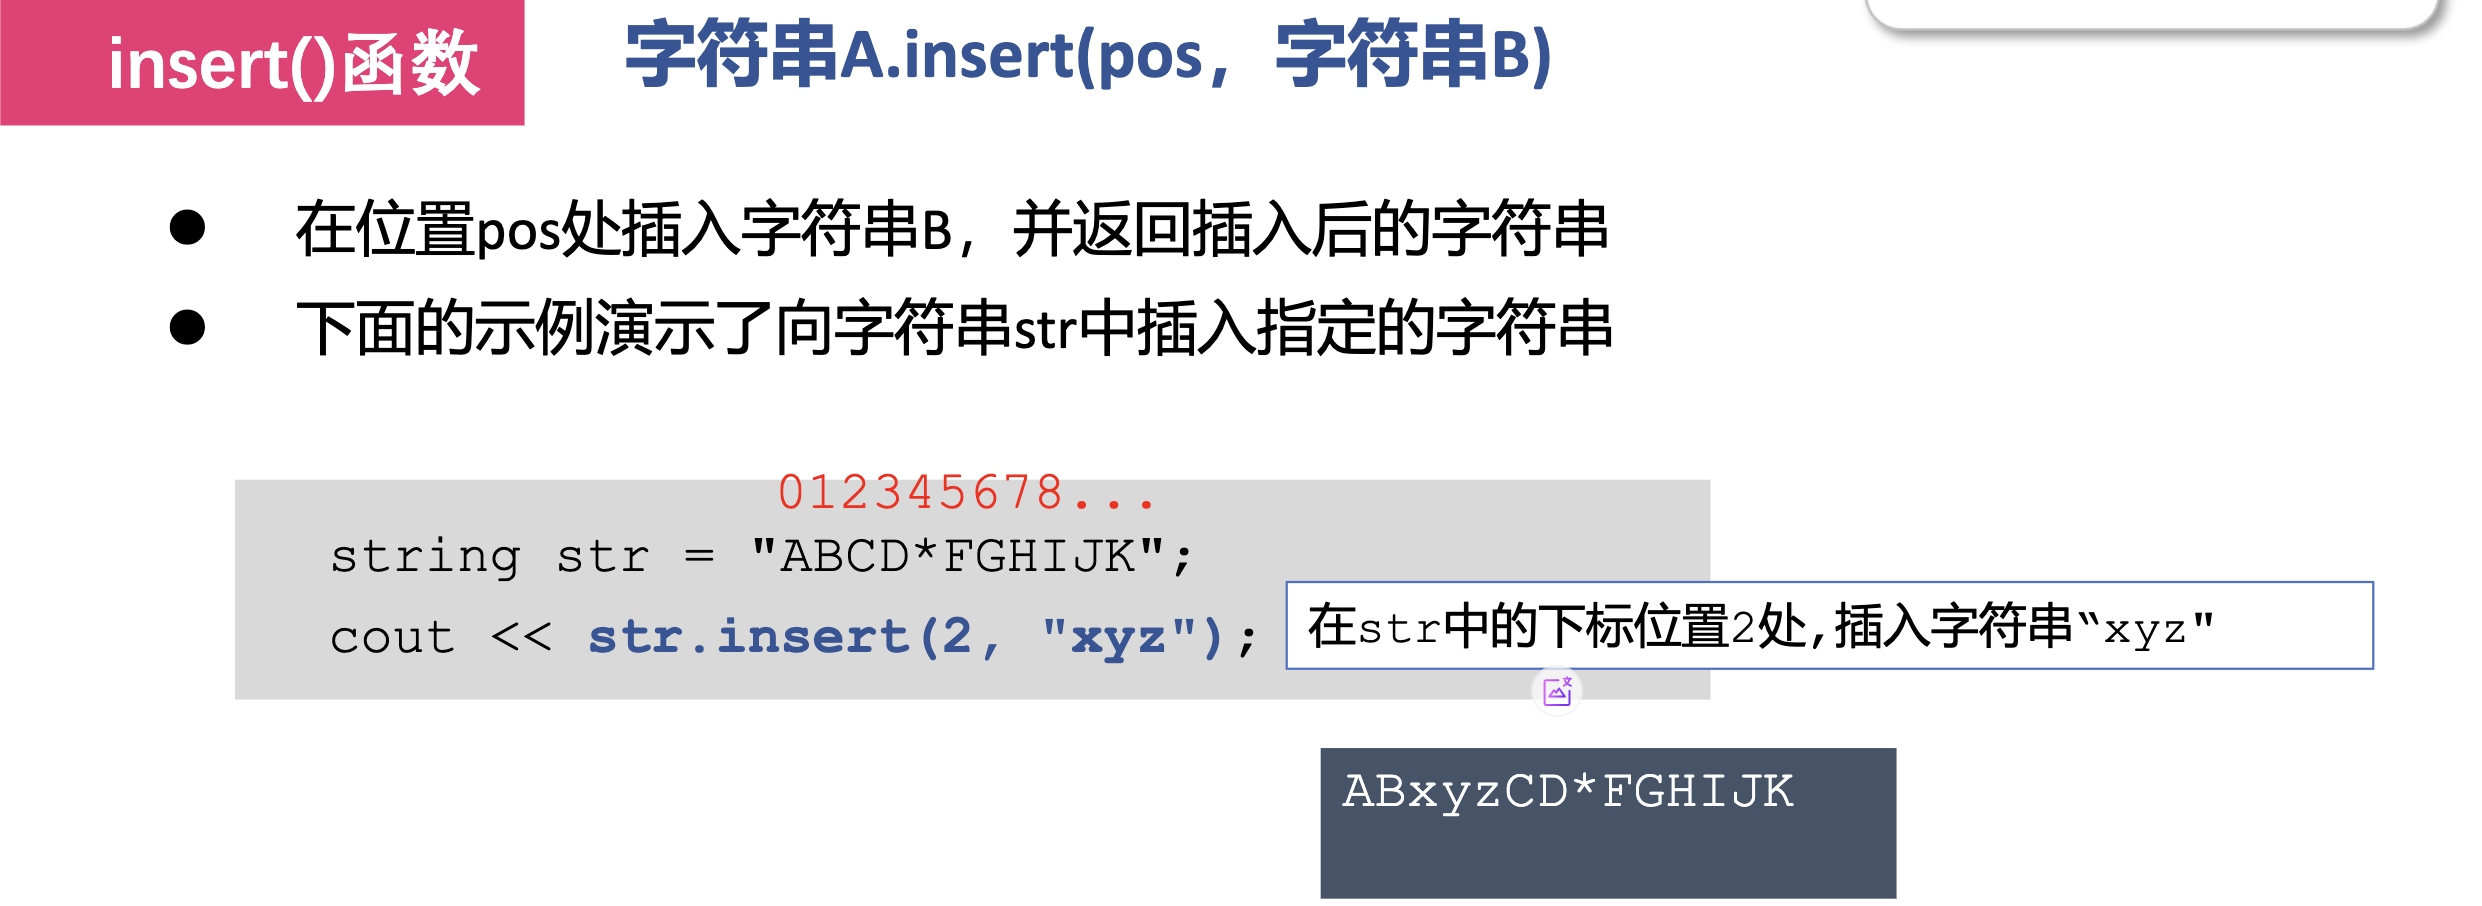 insert()函数
字符串A.insert(pos，字符串B)
● 在位置pos处插入字符串B，并返回插入后的字符串
● 下面的示例演示了向字符串str中插入指定的字符串
012345678...
string str = "ABCD*FGHIJK";
cout << str.insert(2, "xyz");
在str中的下标位置2处,插入字符串‟xyz"
ABxyzCD*FGHIJK